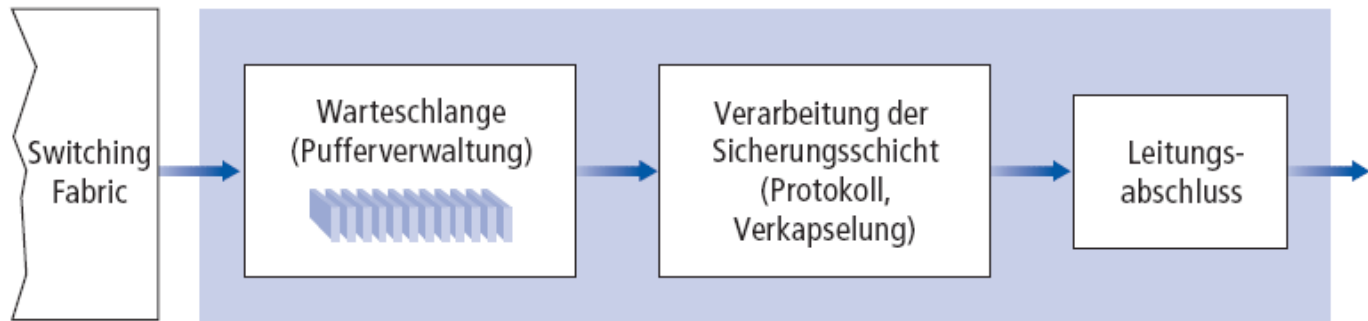 Switching
Fabric
Warteschlange
(Pufferverwaltung)
Verarbeitung der
Sicherungsschicht
(Protokoll,
Verkapselung)
Leitungs-
abschluss